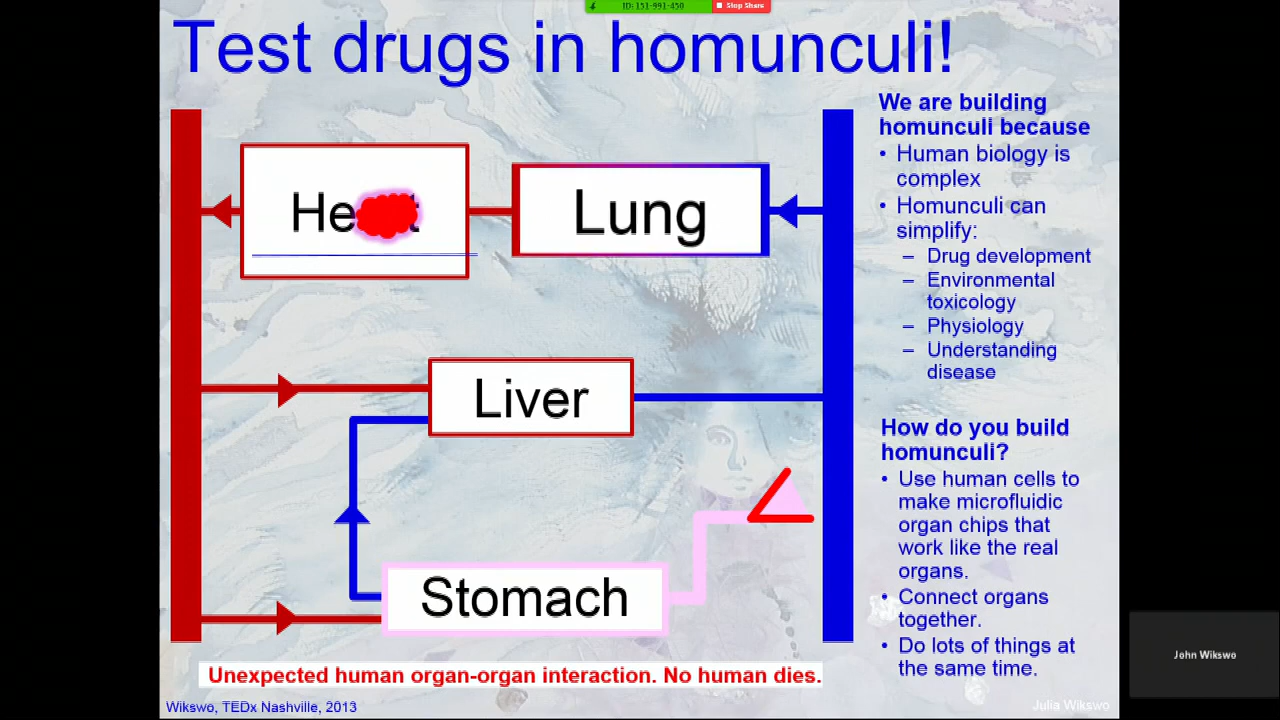 ID: 151-991-450
Stop Share
Test drugs in homunculi!
He t
Lung
Liver
Stomach
Unexpected human organ-organ interaction. No human dies.
Wikswo, TEDx Nashville, 2013
We are building
homunculi because
• Human biology is
complex
• Homunculi can
simplify:
– Drug development
– Environmental
toxicology
– Physiology
– Understanding
disease
How do you build
homunculi?
• Use human cells to
make microfluidic
organ chips that
work like the real
organs.
• Connect organs
together.
• Do lots of things at
the same time.
Julia Wikswo
John Wikswo